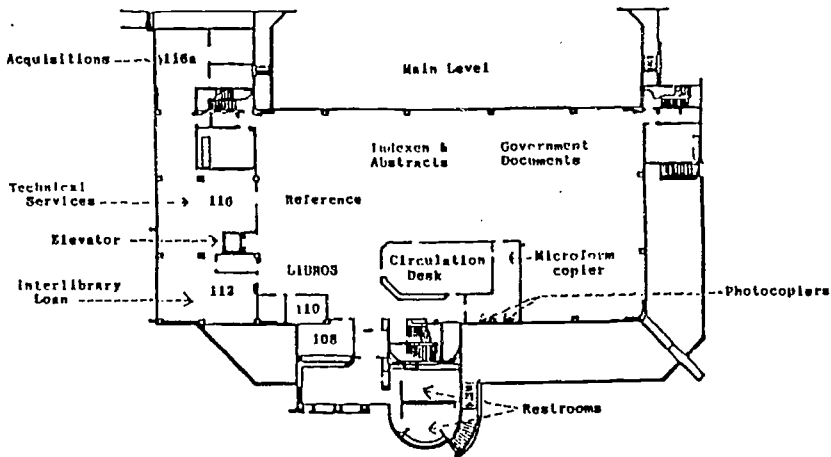 Acquisitions
116a
Main Level
Indexes &
Abstracts
Government
Documents
Technical
Services
116
Reference
Elevator
LIBROS
Circulation
Desk
Microform
copier
Interlibrary
Loan
112
110
Photocopiers
108
Restrooms